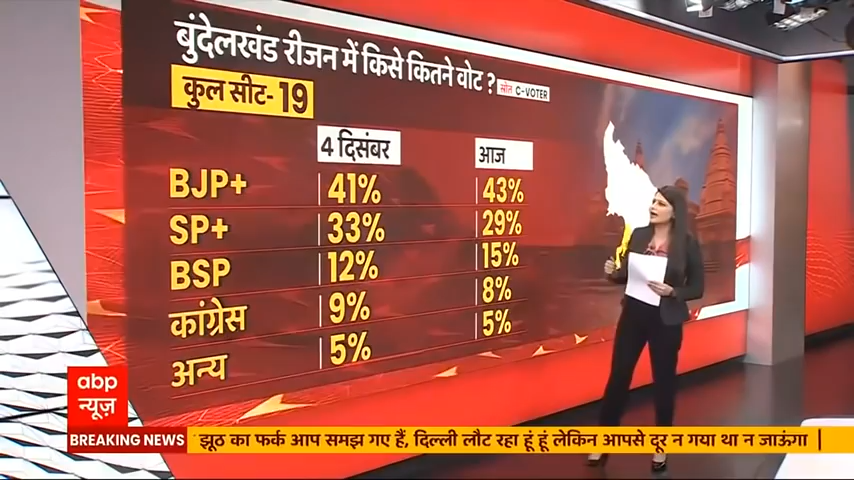 बुंदेलखंड रीजन में किसे कितने वोट ?
स्रोत C-VOTER
कुल सीट- 19
4 दिसंबर आज
BJP+ 41% 43%
SP+ 33% 29%
BSP 12% 15%
कांग्रेस 9% 8%
अन्य 5% 5%
abp
न्यूज़
BREAKING NEWS झूठ का फर्क आप समझ गए हैं, दिल्ली लौट रहा हूं हूं लेकिन आपसे दूर न गया था न जाऊंगा |